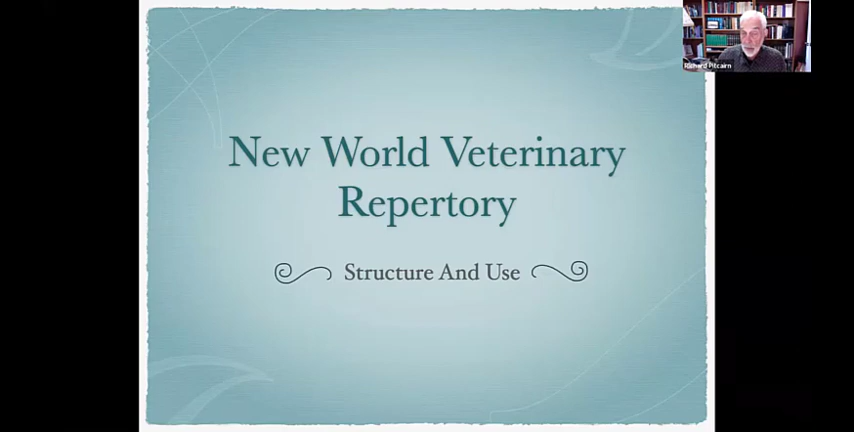 Richard Pitcairn
New World Veterinary
Repertory
Structure And Use